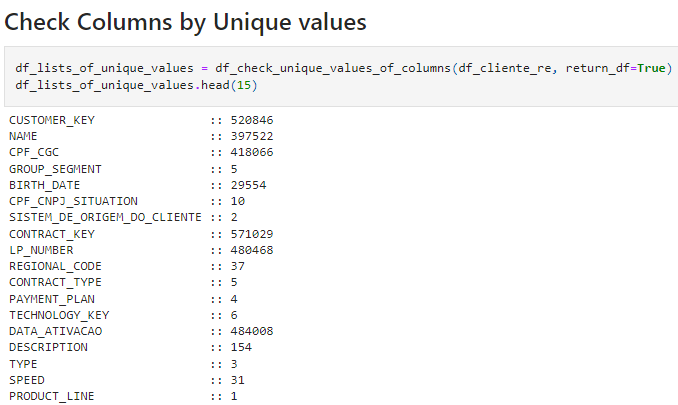 Check Columns by Unique values
df_lists_of_unique_values = df_check_unique_values_of_columns(df_cliente_re, return_df=True)
df_lists_of_unique_values.head(15)
CUSTOMER_KEY :: 520846
NAME :: 397522
CPF_CGC :: 418066
GROUP_SEGMENT :: 5
BIRTH_DATE :: 29554
CPF_CNPJ_SITUATION :: 10
SISTEM_DE_ORIGEM_DO_CLIENTE :: 2
CONTRACT_KEY :: 571029
LP_NUMBER :: 480468
REGIONAL_CODE :: 37
CONTRACT_TYPE :: 5
PAYMENT_PLAN :: 4
TECHNOLOGY_KEY :: 6
DATA_ATIVACAO :: 484008
DESCRIPTION :: 154
TYPE :: 3
SPEED :: 31
PRODUCT_LINE :: 1